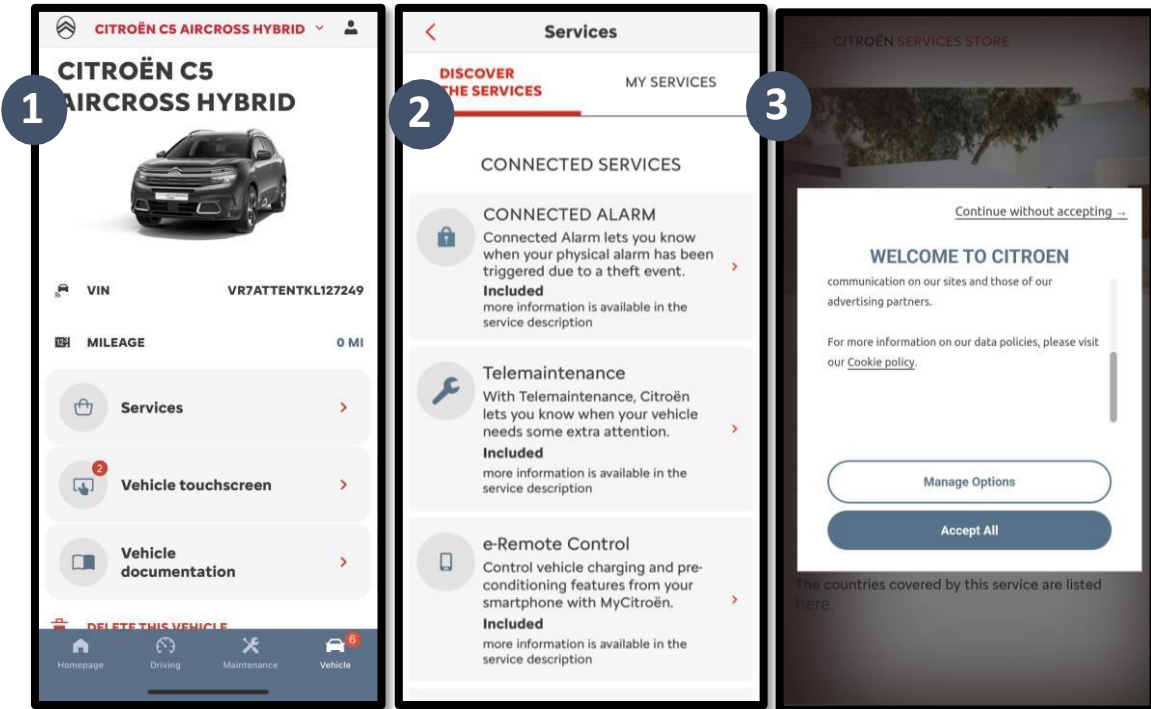 1
CITROËN C5 AIRCROSS HYBRID
CITROËN C5
AIRCROSS HYBRID
VIN VR7ATTENTKL127249
MILEAGE 0 MI
Services
2
Vehicle touchscreen
Vehicle
documentation
DELETE THIS VEHICLE
6
Homepage Driving Maintenance Vehicle
2
Services
DISCOVER
THE SERVICES
MY SERVICES
CONNECTED SERVICES
CONNECTED ALARM
Connected Alarm lets you know
when your physical alarm has been
triggered due to a theft event.
Included
more information is available in the
service description
Telemaintenance
With Telemaintenance, Citroën
lets you know when your vehicle
needs some extra attention.
Included
more information is available in the
service description
e-Remote Control
Control vehicle charging and pre-
conditioning features from your
smartphone with MyCitroën.
Included
more information is available in the
service description
3
CITROËN SERVICES STORE
Continue without accepting →
WELCOME TO CITROEN
communication on our sites and those of our
advertising partners.
For more information on our data policies, please visit
our Cookie policy.
Manage Options
Accept All
The countries covered by this service are listed
here.